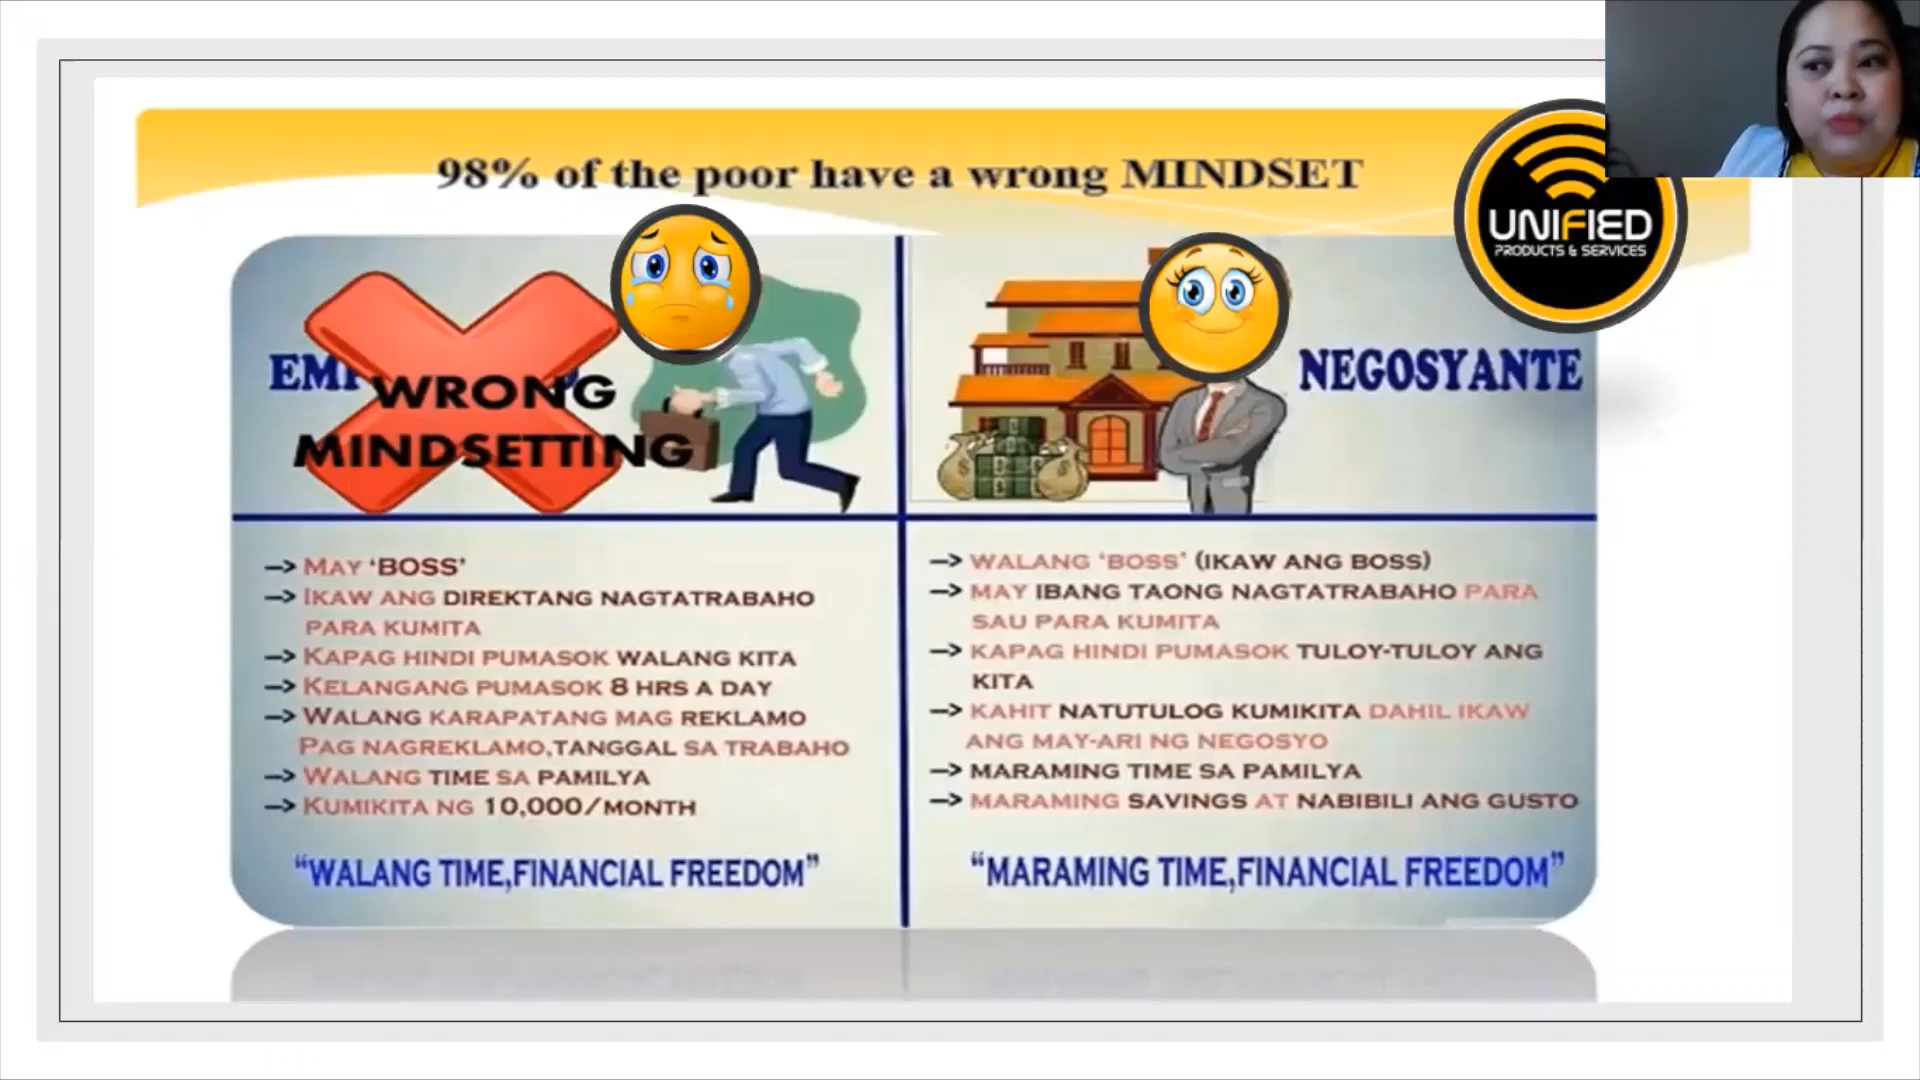 98% of the poor have a wrong MINDSET
UNIFIED
PRODUCTS & SERVICES
WRONG
MINDSETTING
NEGOSYANTE
–> MAY ‘BOSS’
–> IKAW ANG DIREKTANG NAGTATRABAHO
PARA KUMITA
–> KAPAG HINDI PUMASOK WALANG KITA
–> KELANGANG PUMASOK 8 HRS A DAY
–> WALANG KARAPATANG MAG REKLAMO
PAG NAGREKLAMO,TANGGAL SA TRABAHO
–> WALANG TIME SA PAMILYA
–> KUMIKITA NG 10,000/MONTH
“WALANG TIME,FINANCIAL FREEDOM”
–> WALANG ‘BOSS’ (IKAW ANG BOSS)
–> MAY IBANG TAONG NAGTATRABAHO PARA
SAU PARA KUMITA
–> KAPAG HINDI PUMASOK TULOY-TULOY ANG
KITA
–> KAHIT NATUTULOG KUMIKITA DAHIL IKAW
ANG MAY-ARI NG NEGOSYO
–> MARAMING TIME SA PAMILYA
–> MARAMING SAVINGS AT NABIBILI ANG GUSTO
“MARAMING TIME,FINANCIAL FREEDOM”